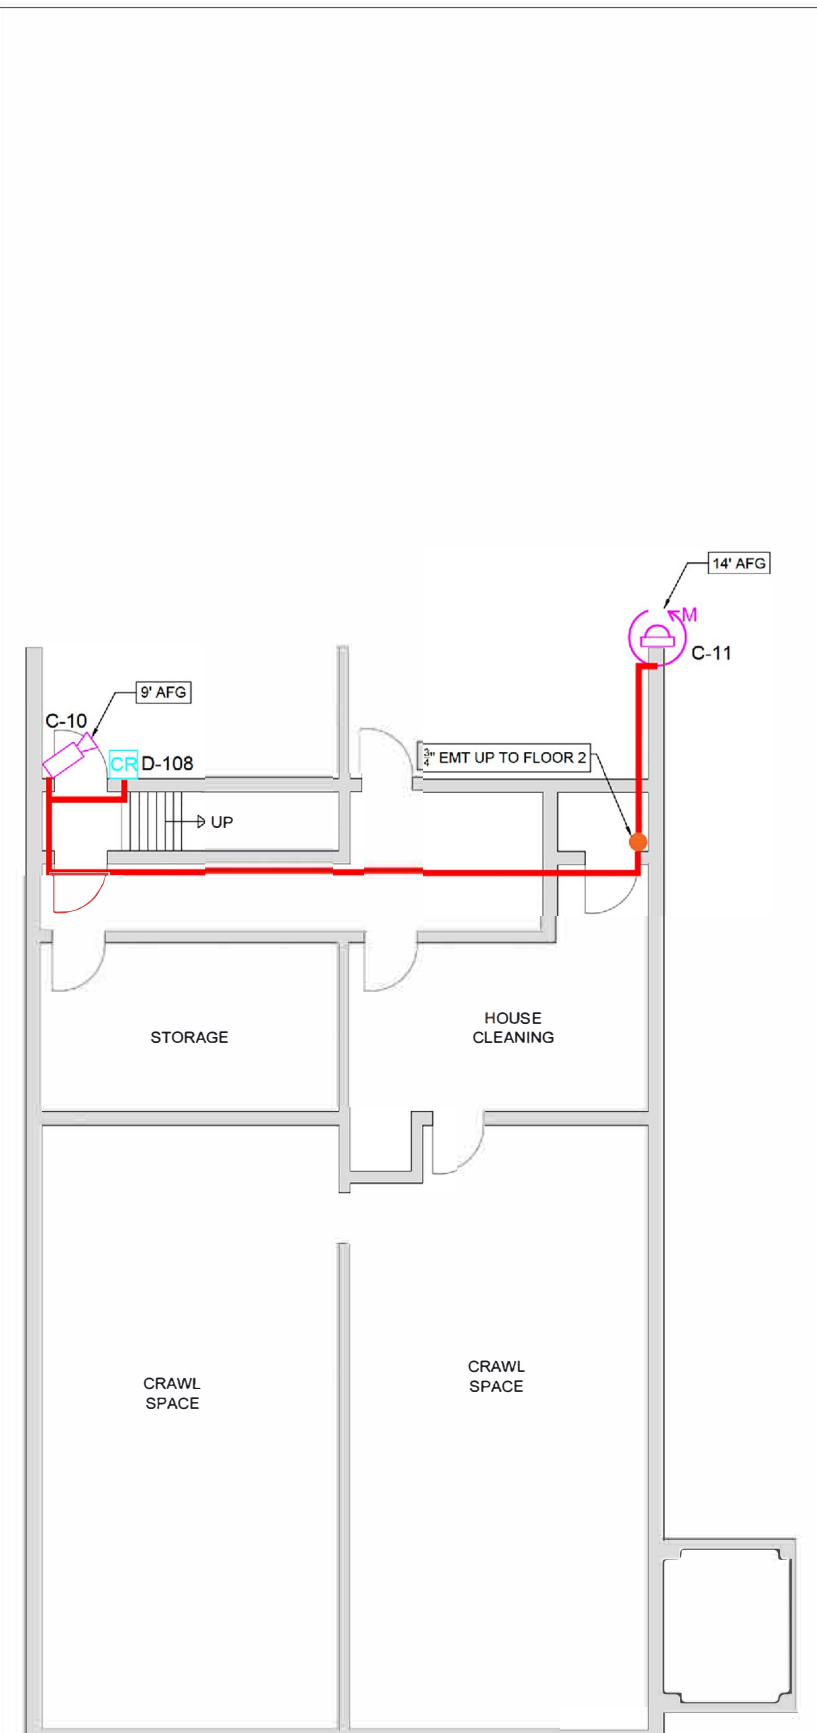 14' AFG
M
C-11
9' AFG
C-10
CR D-108
3/4" EMT UP TO FLOOR 2
UP
STORAGE
HOUSE
CLEANING
CRAWL
SPACE
CRAWL
SPACE